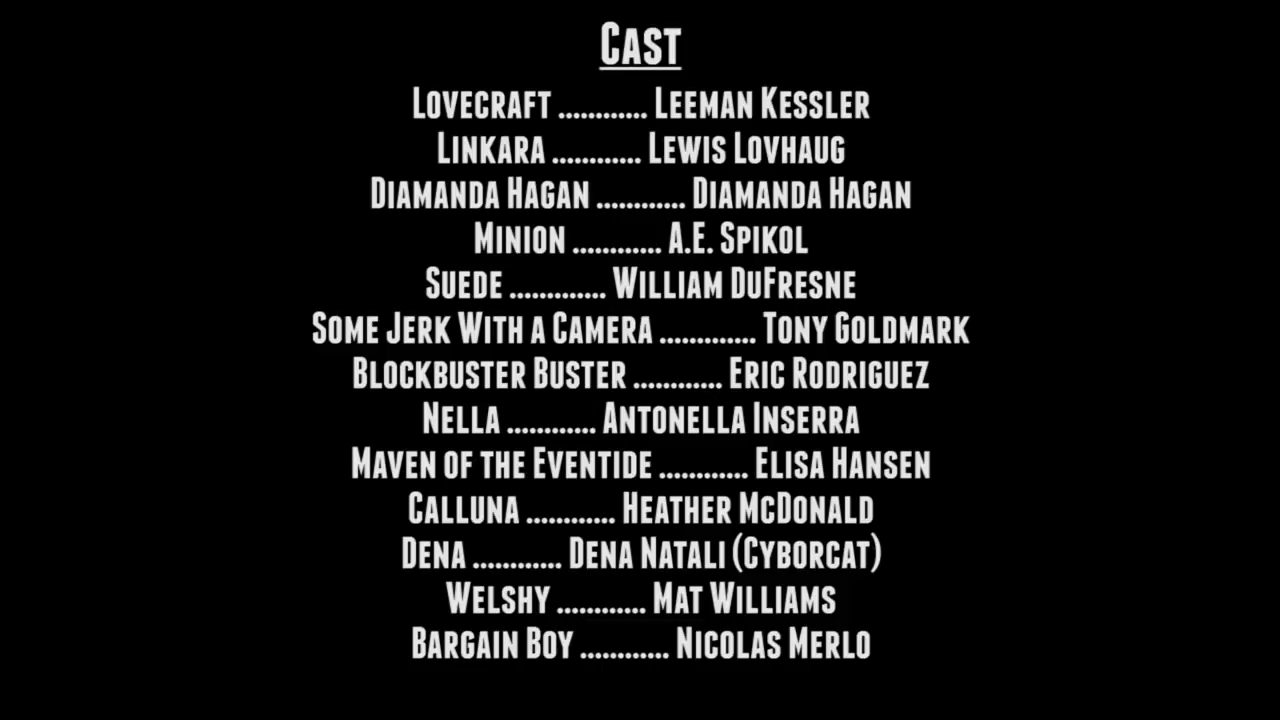 Cast
Lovecraft ............ Leeman Kessler
Linkara ............ Lewis Lovhaug
Diamanda Hagan ............ Diamanda Hagan
Minion ............ A.E. Spikol
Suede ............. William DuFresne
Some Jerk With a Camera ............. Tony Goldmark
Blockbuster Buster ............ Eric Rodriguez
Nella ............ Antonella Inserra
Maven of the Eventide ............ Elisa Hansen
Calluna ............ Heather McDonald
Dena ............ Dena Natali (Cyborcat)
Welshy ............ Mat Williams
Bargain Boy ............ Nicolas Merlo